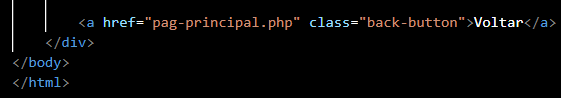 <a href="pag-principal.php" class="back-button">Voltar</a>
</div>
</body>
</html>